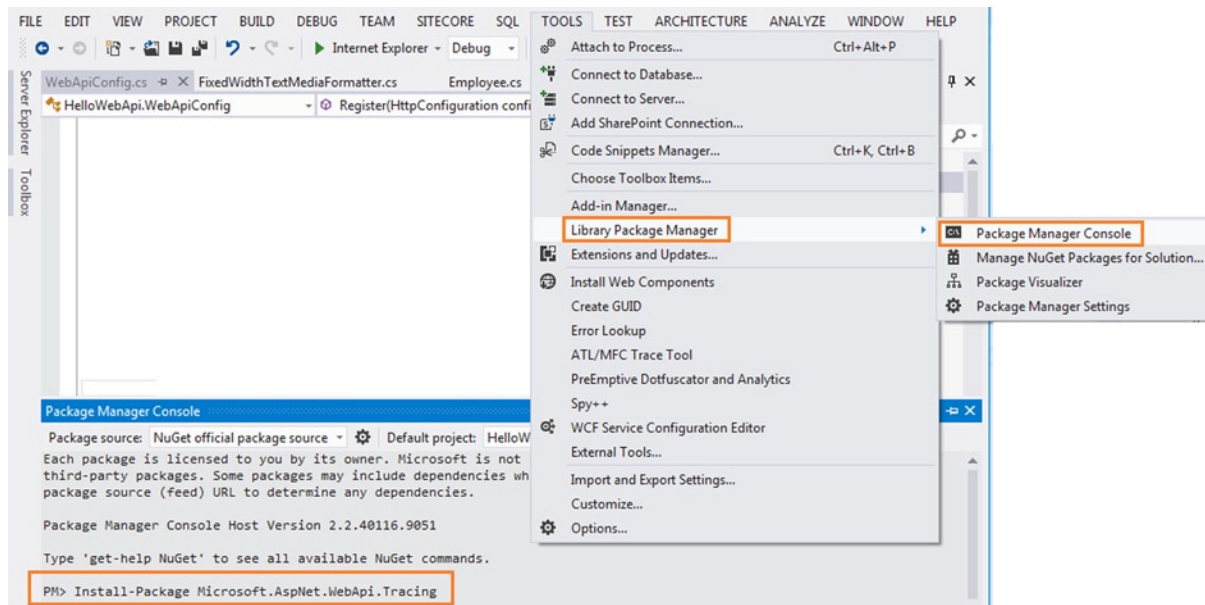 FILE EDIT VIEW PROJECT BUILD DEBUG TEAM SITECORE SQL TOOLS TEST ARCHITECTURE ANALYZE WINDOW HELP
Internet Explorer Debug
Server Explorer
Toolbox
WebApiConfig.cs FixedWidthTextMediaFormatter.cs Employee.cs
HelloWebApi.WebApiConfig Register(HttpConfiguration confi
Attach to Process... Ctrl+Alt+P
Connect to Database...
Connect to Server...
Add SharePoint Connection...
Code Snippets Manager... Ctrl+K, Ctrl+B
Choose Toolbox Items...
Add-in Manager...
Library Package Manager
Extensions and Updates...
Install Web Components
Create GUID
Error Lookup
ATL/MFC Trace Tool
PreEmptive Dotfuscator and Analytics
Spy++
WCF Service Configuration Editor
External Tools...
Import and Export Settings...
Customize...
Options...
Package Manager Console
Manage NuGet Packages for Solution...
Package Visualizer
Package Manager Settings
Package Manager Console
Package source: NuGet official package source Default project: HelloW
Each package is licensed to you by its owner. Microsoft is not
third-party packages. Some packages may include dependencies wh
package source (feed) URL to determine any dependencies.
Package Manager Console Host Version 2.2.40116.9051
Type 'get-help NuGet' to see all available NuGet commands.
PM> Install-Package Microsoft.AspNet.WebApi.Tracing